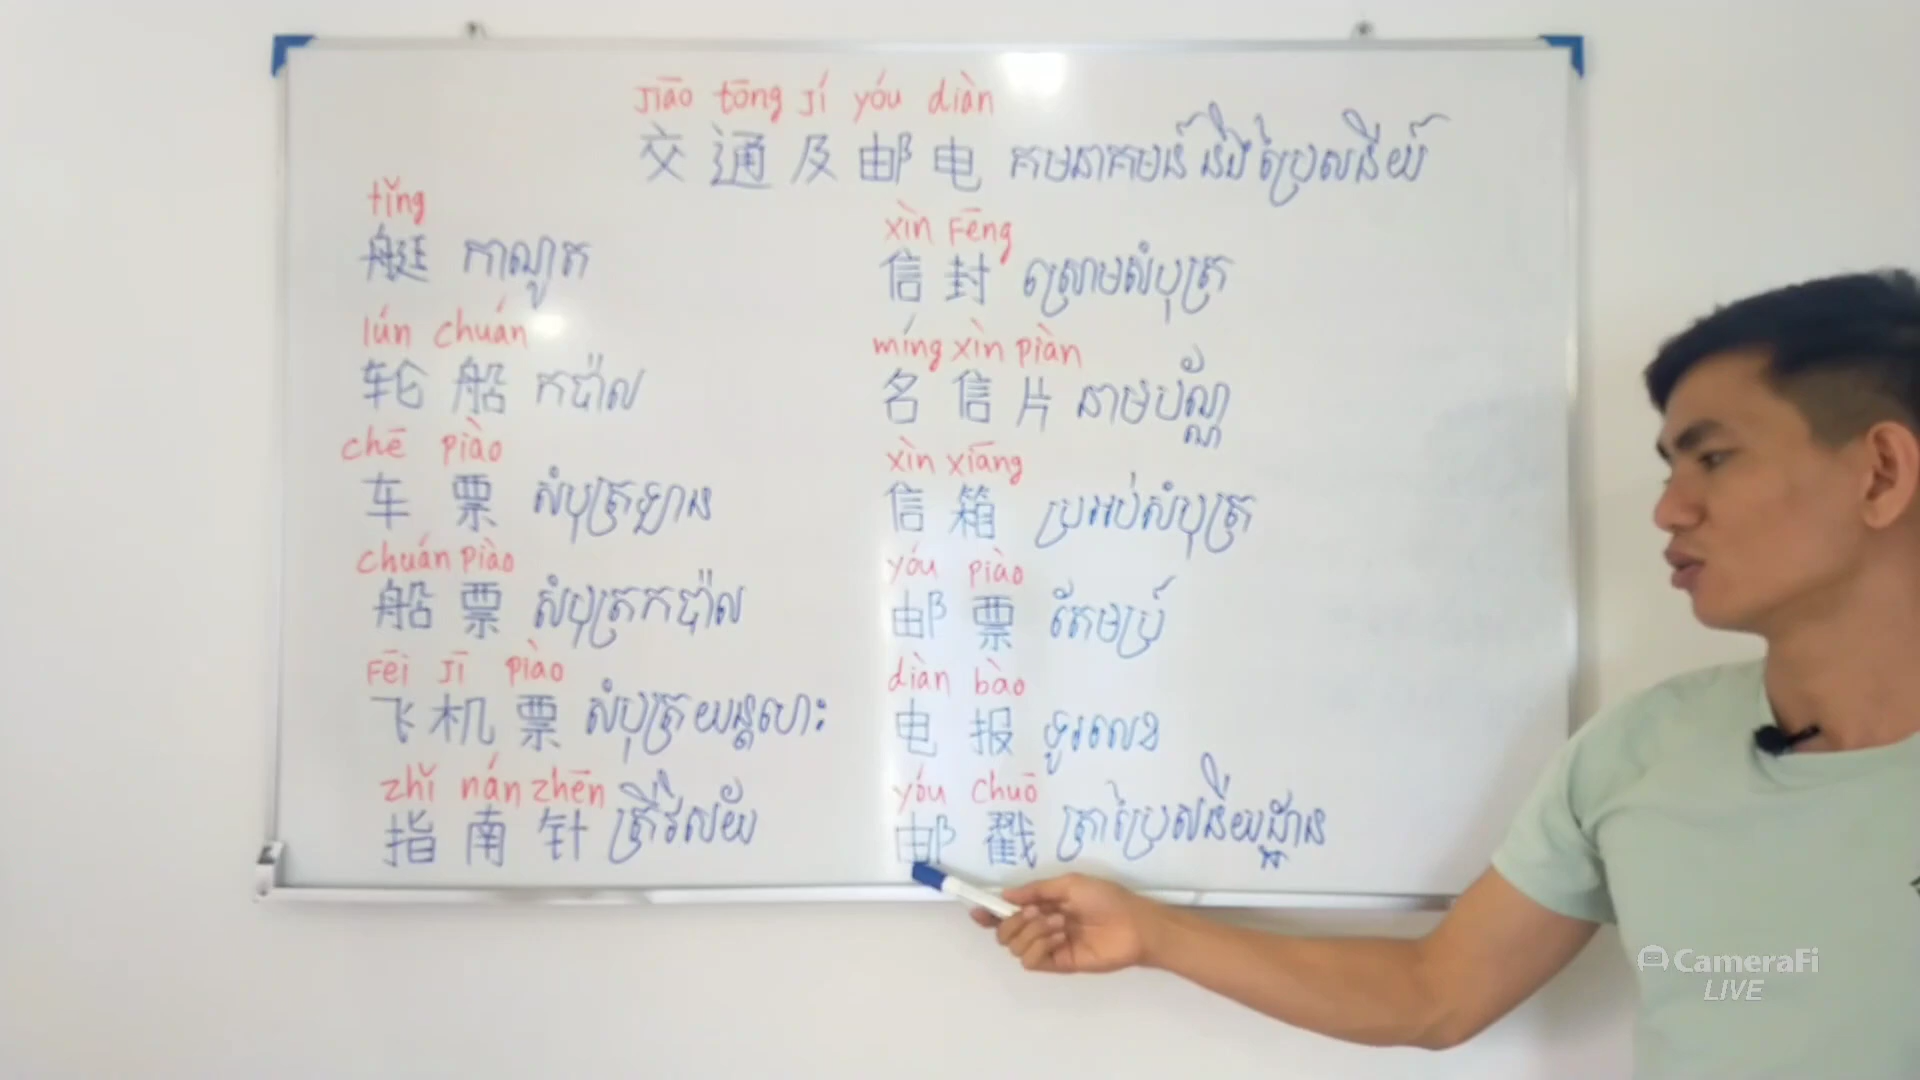 jiāo tōng jí yóu diàn
交通及邮电 គមនាគមន៍ និង ប្រៃសនីយ៍
tǐng
艇 កាណូត
lún chuán
轮船 កប៉ាល់
chē piào
车票 សំបុត្រឡាន
chuán piào
船票 សំបុត្រកប៉ាល់
Fēi jī piào
飞机票 សំបុត្រយន្តហោះ
zhǐ nán zhēn
指南针 ត្រីវិស័យ
xìn Fēng
信封 ស្រោមសំបុត្រ
míng xìn piàn
名信片 នាមប័ណ្ណ
xìn xiāng
信箱 ប្រអប់សំបុត្រ
yóu piào
邮票 តែមប្រ៍
diàn bào
电报 ទូរលេខ
yóu chuō
邮戳 ត្រាប្រៃសនីយដ្ឋាន
CameraFi
LIVE